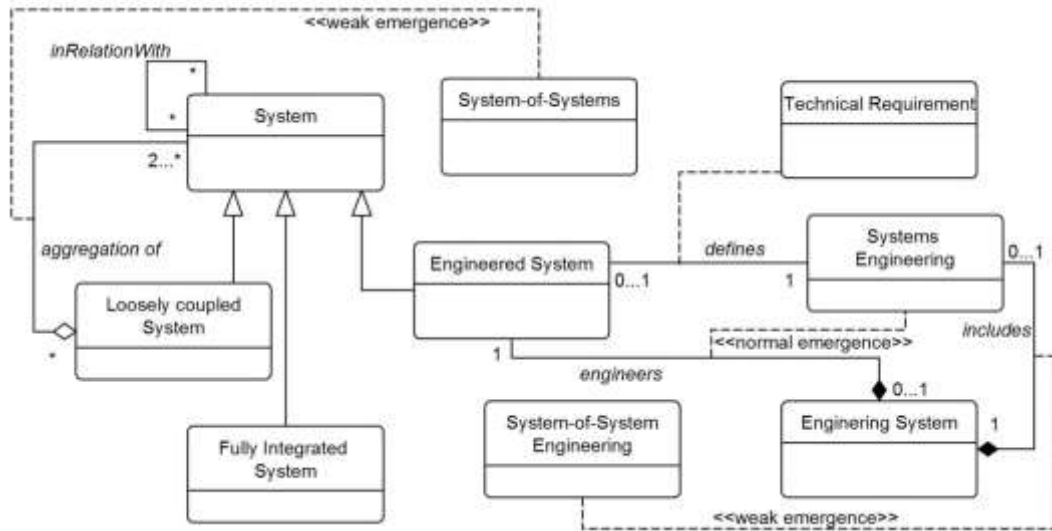 <<weak emergence>>
inRelationWith
*
*
System
2...*
System-of-Systems
Technical Requirement
aggregation of
Engineered System
0...1
defines
1
Systems
Engineering
0...1
Loosely coupled
System
*
<<normal emergence>>
includes
1
engineers
0...1
System-of-System
Engineering
Enginering System
1
Fully Integrated
System
<<weak emergence>>